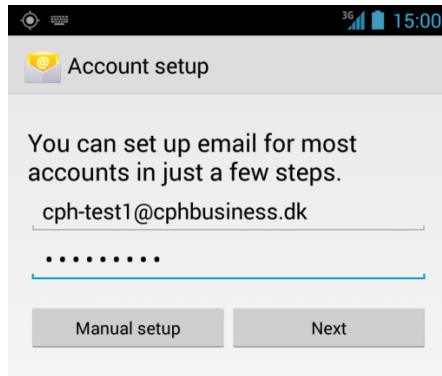 3G 15:00
@ Account setup
You can set up email for most
accounts in just a few steps.
cph-test1@cphbusiness.dk
•••••••••
Manual setup Next